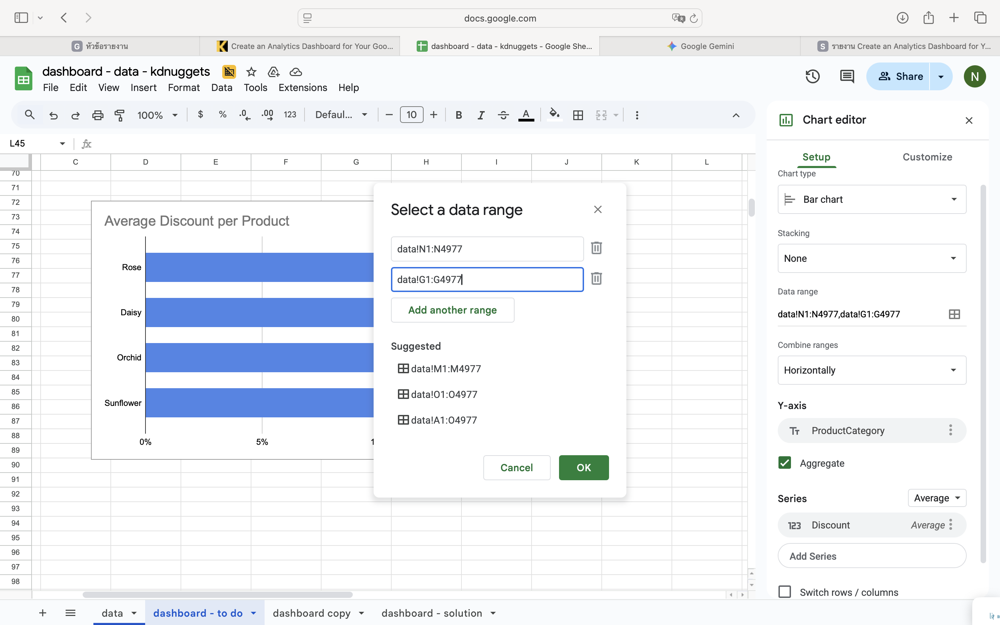 docs.google.com
G หัวข้อรายงาน
K Create an Analytics Dashboard for Your Goo...
dashboard - data - kdnuggets - Google She...
Google Gemini
S รายงาน Create an Analytics Dashboard for Y...
dashboard - data - kdnuggets
File Edit View Insert Format Data Tools Extensions Help
Share
N
100% $ % .0 .00 123 Defaul... 10 B I A
L45 fx
C D E F G H I J K L
70
71
72
73
74
75
76
77
78
79
80
81
82
83
84
85
86
87
88
89
90
91
92
93
94
95
96
97
98
Average Discount per Product
Rose
Daisy
Orchid
Sunflower
0% 5% 1
Select a data range
data!N1:N4977
data!G1:G4977
Add another range
Suggested
data!M1:M4977
data!O1:O4977
data!A1:O4977
Cancel OK
Chart editor
Setup Customize
Chart type
Bar chart
Stacking
None
Data range
data!N1:N4977,data!G1:G4977
Combine ranges
Horizontally
Y-axis
Tт ProductCategory
Aggregate
Series Average
123 Discount Average
Add Series
Switch rows / columns
data dashboard - to do dashboard copy dashboard - solution